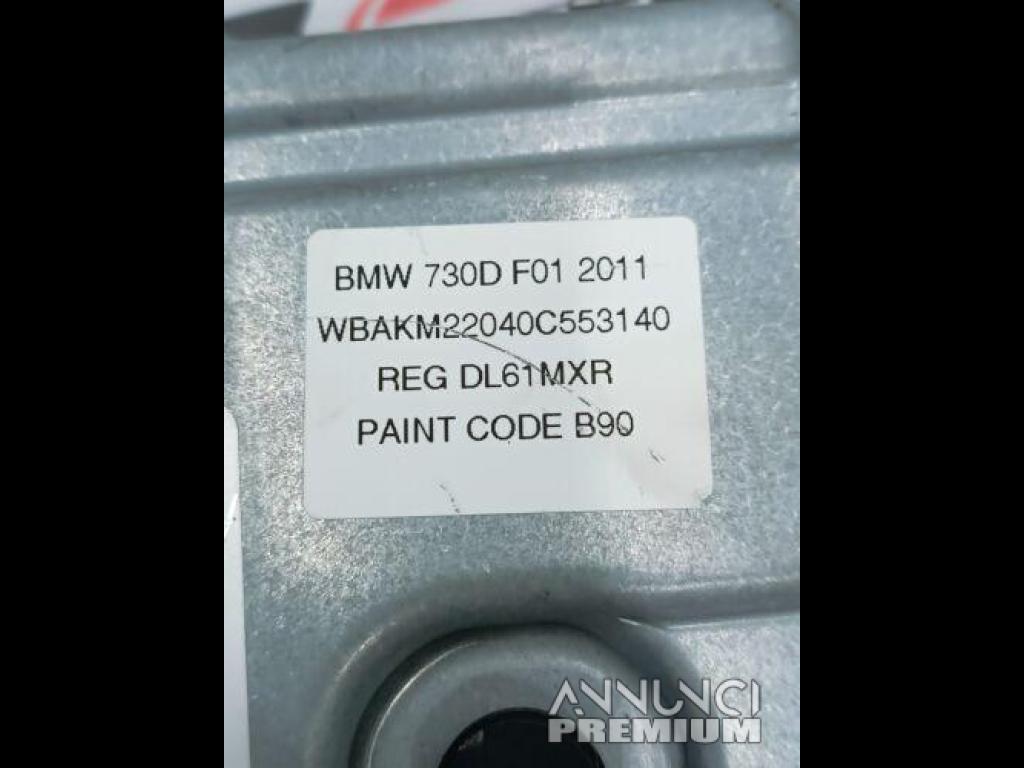 BMW 730D F01 2011
WBAKM22040C553140
REG DL61MXR
PAINT CODE B90
ANNUNCI
PREMIUM